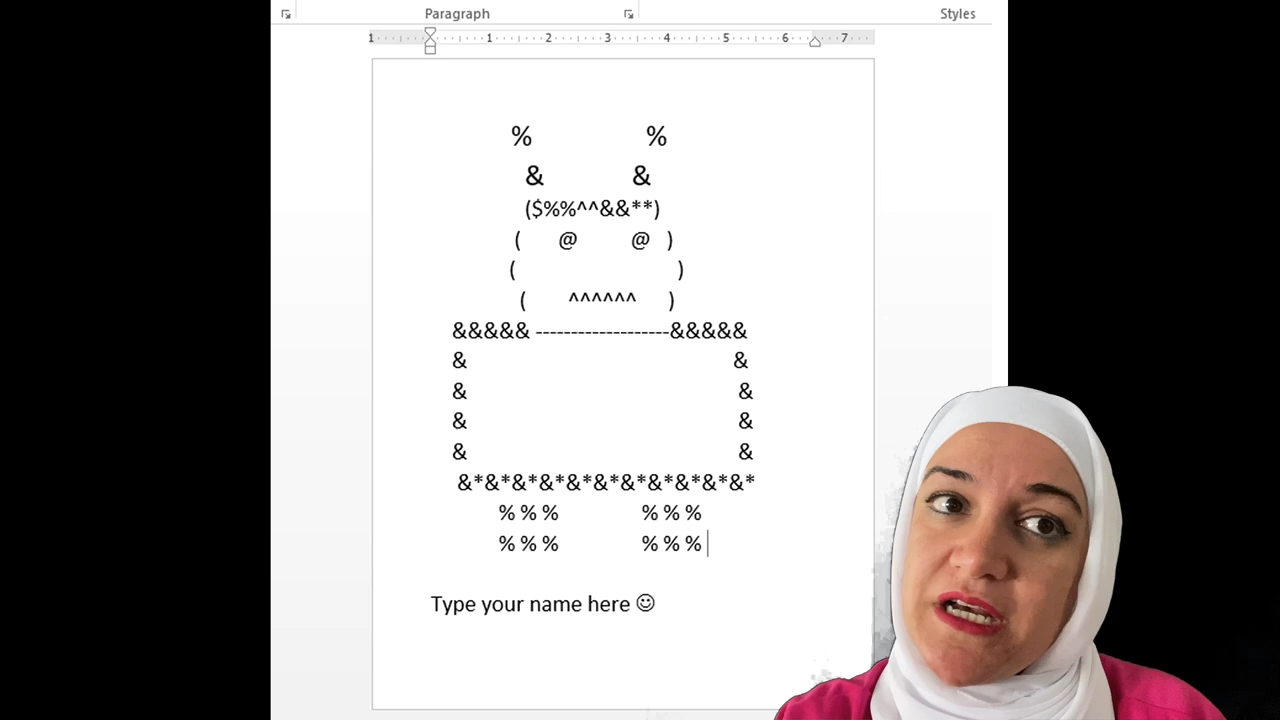 Paragraph Styles
1 1 2 3 4 5 6 7
% %
& &
($%%^^&&**)
( @ @ )
( )
( ^^^^^^ )
&&&&& -------------------&&&&&
& &
& &
& &
& &
&*&*&*&*&*&*&*&*&*&*&*
% % % % % %
% % % % % %
Type your name here ☺